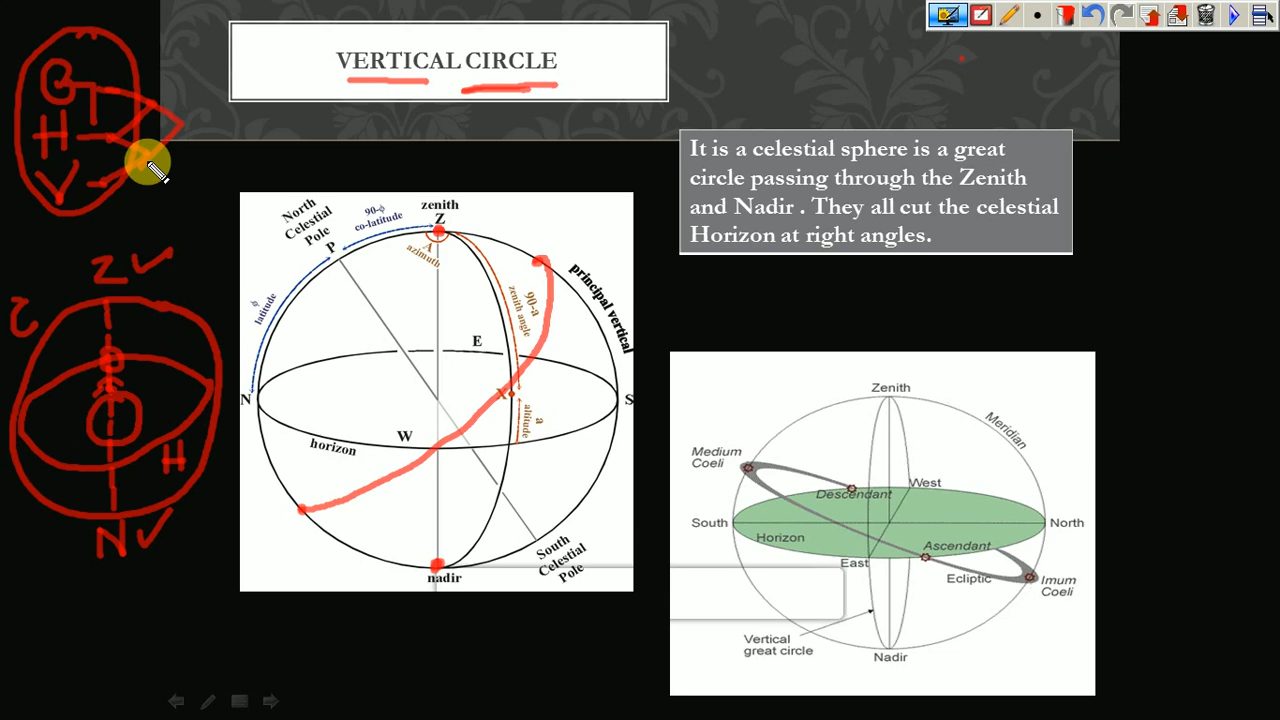 VERTICAL CIRCLE
It is a celestial sphere is a great
circle passing through the Zenith
and Nadir . They all cut the celestial
Horizon at right angles.
G
H
V
Z
N
H
North
Celestial
Pole
P
90-ϕ
co-latitude
zenith
Z
A
azimuth
ϕ
latitude
90-a
zenith angle
principal vertical
E
N
X
S
a
altitude
W
horizon
South
Celestial
Pole
nadir
Zenith
Meridian
Medium
Coeli
West
Descendant
South
North
Horizon
Ascendant
East
Ecliptic
Imum
Coeli
Vertical
great circle
Nadir